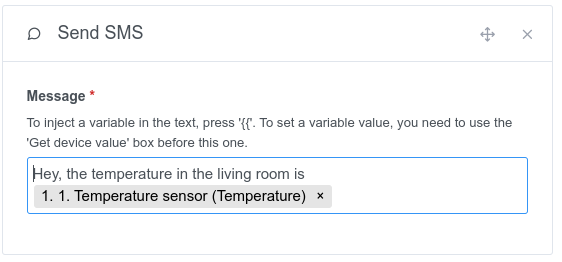 Send SMS
Message *
To inject a variable in the text, press '{{'. To set a variable value, you need to use the
'Get device value' box before this one.
Hey, the temperature in the living room is
1. 1. Temperature sensor (Temperature) ×